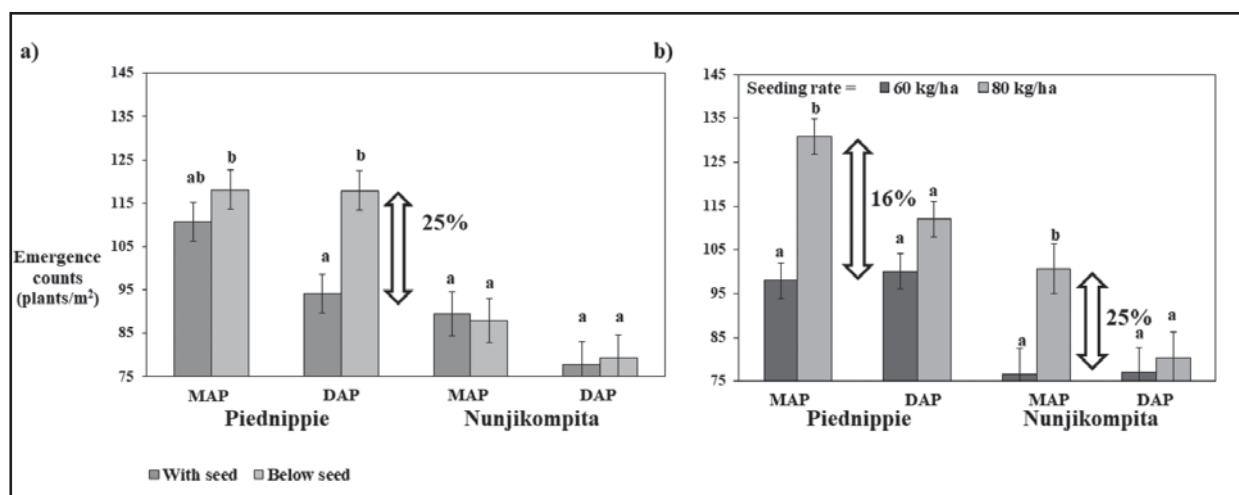 a)
145
135
125
115
105
95
85
75
Emergence
counts
(plants/m²)
ab
b
a
b
a
a
a
a
25%
MAP
DAP
MAP
DAP
Piednippie
Nunjikompita
With seed
Below seed
b)
145
135
125
115
105
95
85
75
Seeding rate = 60 kg/ha 80 kg/ha
a
b
a
a
a
b
a
a
16%
25%
MAP
DAP
MAP
DAP
Piednippie
Nunjikompita